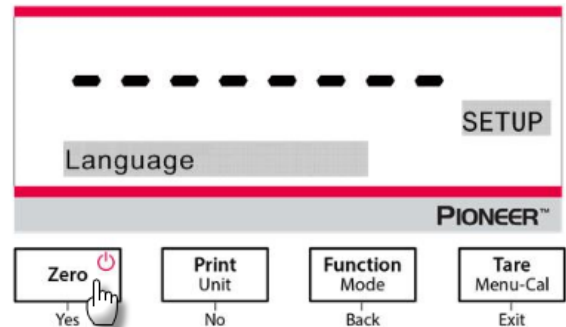 --------
SETUP
Language
PIONEER™
Zero Print Function Tare
Unit Mode Menu-Cal
Yes No Back Exit